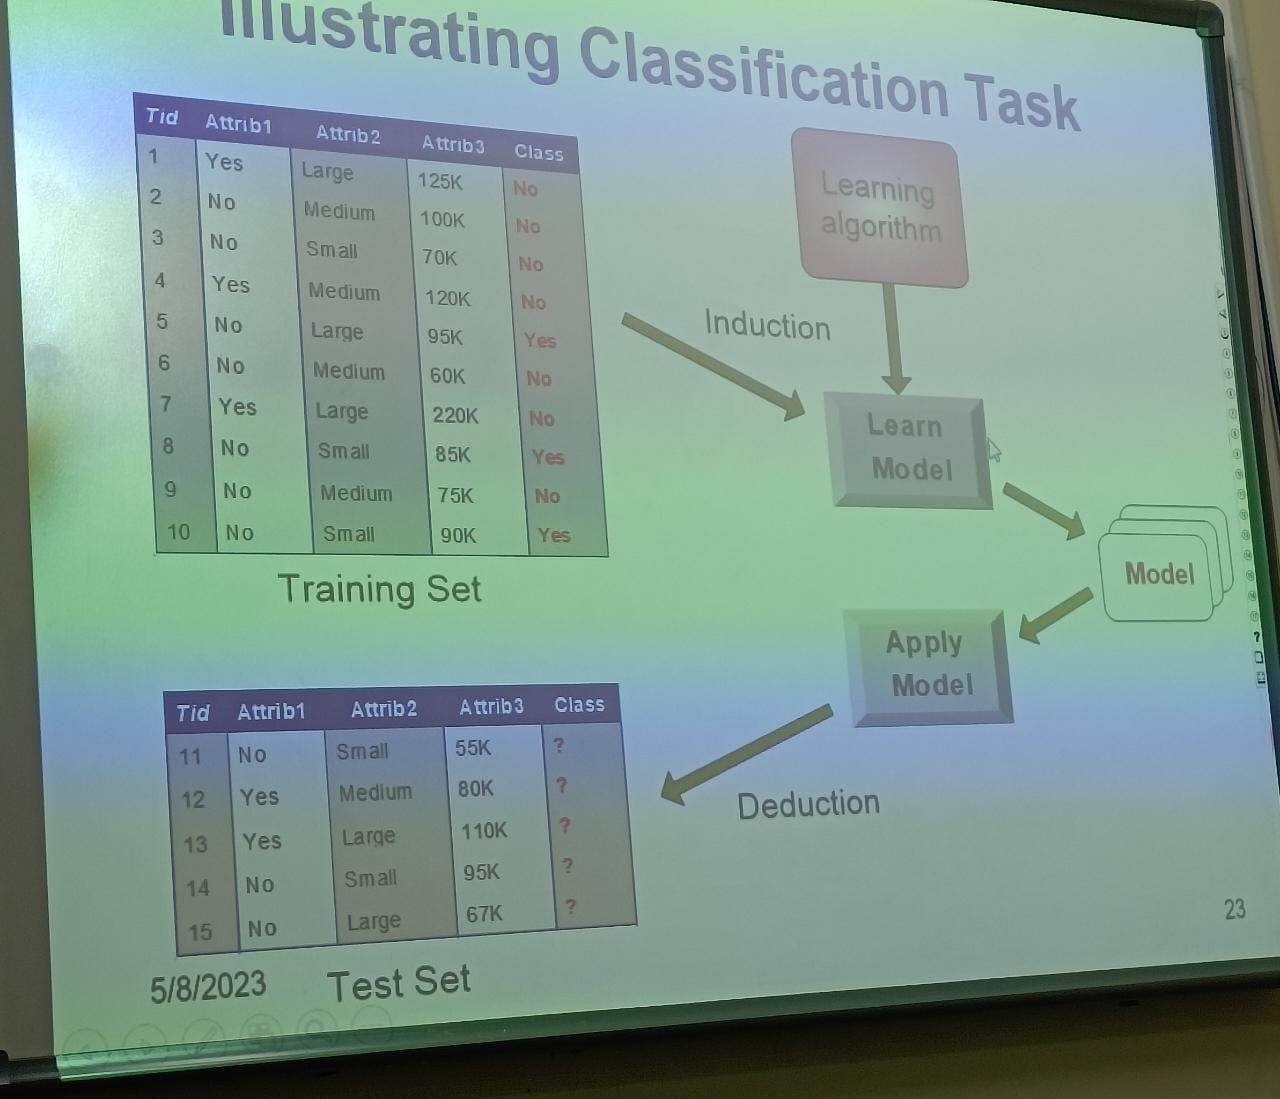 Illustrating Classification Task
Tid Attrib1 Attrib2 Attrib3 Class
1 Yes Large 125K No
2 No Medium 100K No
3 No Small 70K No
4 Yes Medium 120K No
5 No Large 95K Yes
6 No Medium 60K No
7 Yes Large 220K No
8 No Small 85K Yes
9 No Medium 75K No
10 No Small 90K Yes
Training Set
Learning
algorithm
Induction
Learn
Model
Model
Apply
Model
Deduction
Tid Attrib1 Attrib2 Attrib3 Class
11 No Small 55K ?
12 Yes Medium 80K ?
13 Yes Large 110K ?
14 No Small 95K ?
15 No Large 67K ?
Test Set
5/8/2023
23